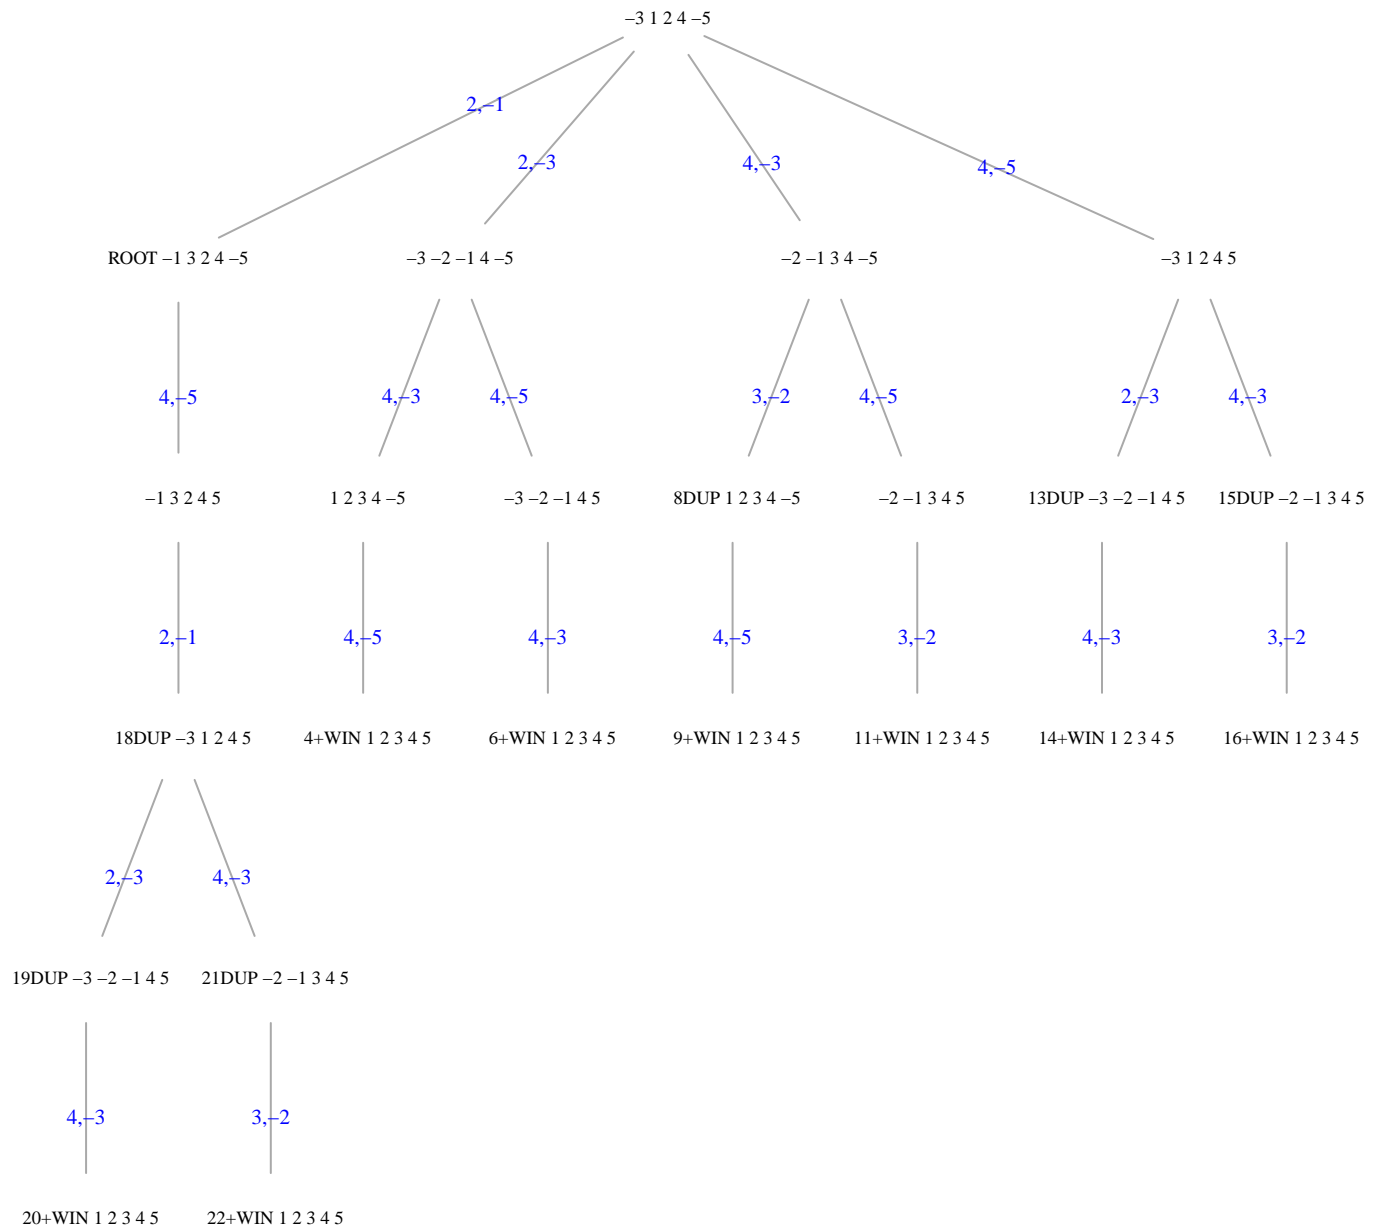 –3 1 2 4 –5
2,–1
2,–3
4,–3
4,–5
ROOT –1 3 2 4 –5
–3 –2 –1 4 –5
–2 –1 3 4 –5
–3 1 2 4 5
4,–5
4,–3
4,–5
3,–2
4,–5
2,–3
4,–3
–1 3 2 4 5
1 2 3 4 –5
–3 –2 –1 4 5
8DUP 1 2 3 4 –5
–2 –1 3 4 5
13DUP –3 –2 –1 4 5
15DUP –2 –1 3 4 5
2,–1
4,–5
4,–3
4,–5
3,–2
4,–3
3,–2
18DUP –3 1 2 4 5
4+WIN 1 2 3 4 5
6+WIN 1 2 3 4 5
9+WIN 1 2 3 4 5
11+WIN 1 2 3 4 5
14+WIN 1 2 3 4 5
16+WIN 1 2 3 4 5
2,–3
4,–3
19DUP –3 –2 –1 4 5
21DUP –2 –1 3 4 5
4,–3
3,–2
20+WIN 1 2 3 4 5
22+WIN 1 2 3 4 5